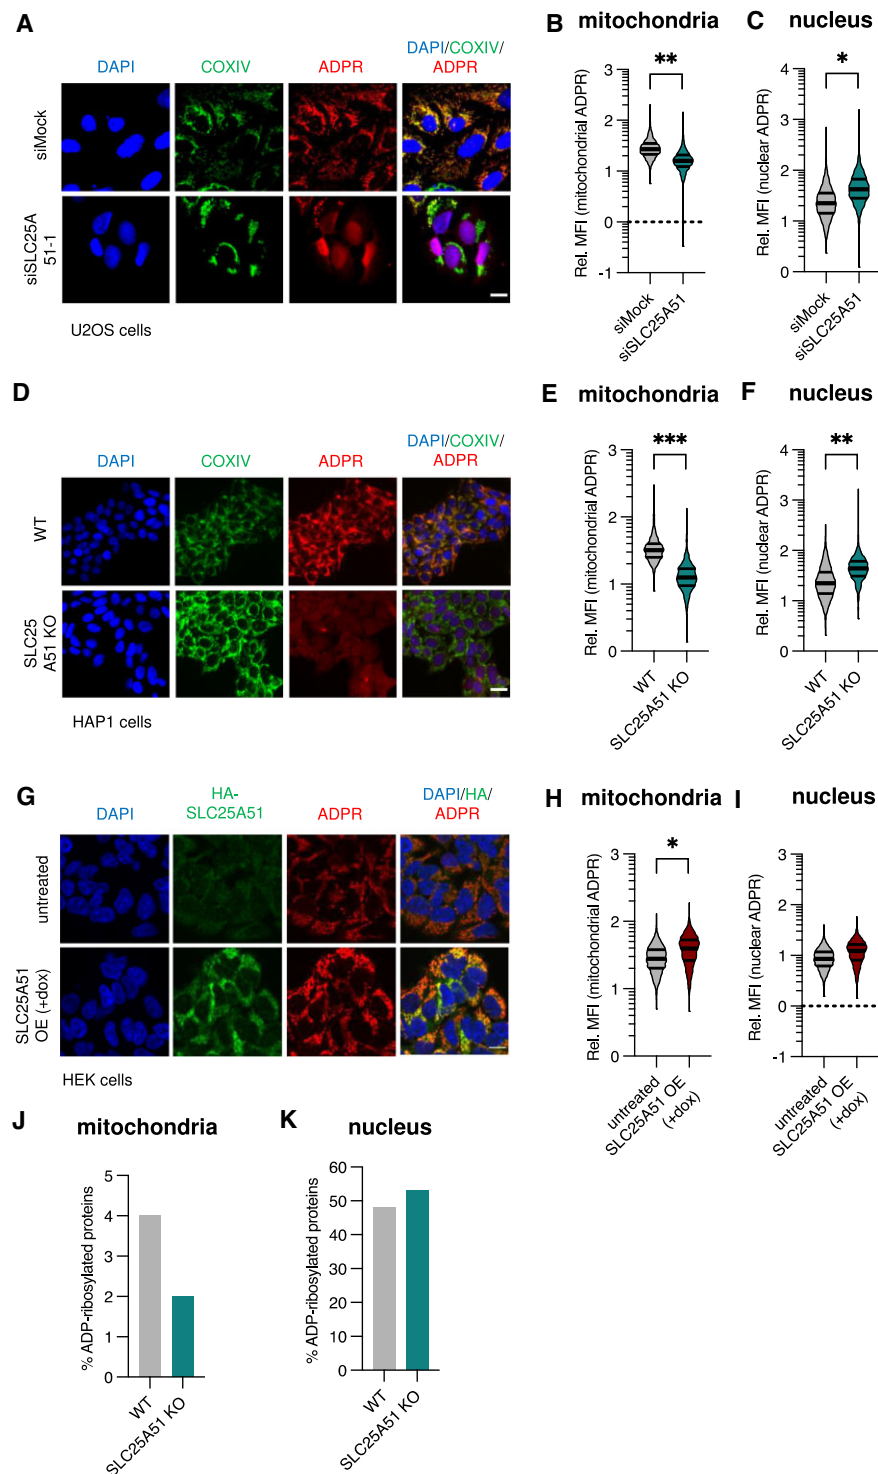 A
DAPI
COXIV
ADPR
DAPI/COXIV/
ADPR
siMock
siSLC25A
51-1
U2OS cells
B
mitochondria
**
Rel. MFI (mitochondrial ADPR)
3
2
1
0
-1
siMock
siSLC25A51
C
nucleus
*
Rel. MFI (nuclear ADPR)
4
3
2
1
0
siMock
siSLC25A51
D
DAPI
COXIV
ADPR
DAPI/COXIV/
ADPR
WT
SLC25
A51 KO
HAP1 cells
E
mitochondria
***
Rel. MFI (mitochondrial ADPR)
3
2
1
0
WT
SLC25A51 KO
F
nucleus
**
Rel. MFI (nuclear ADPR)
4
3
2
1
0
WT
SLC25A51 KO
G
DAPI
HA-
SLC25A51
ADPR
DAPI/HA/
ADPR
untreated
SLC25A51
OE (+dox)
HEK cells
H
mitochondria
*
Rel. MFI (mitochondrial ADPR)
3
2
1
0
untreated
SLC25A51 OE
(+dox)
I
nucleus
Rel. MFI (nuclear ADPR)
3
2
1
0
-1
untreated
SLC25A51 OE
(+dox)
J
mitochondria
% ADP-ribosylated proteins
5
4
3
2
1
0
WT
SLC25A51 KO
K
nucleus
% ADP-ribosylated proteins
60
50
40
30
20
10
0
WT
SLC25A51 KO